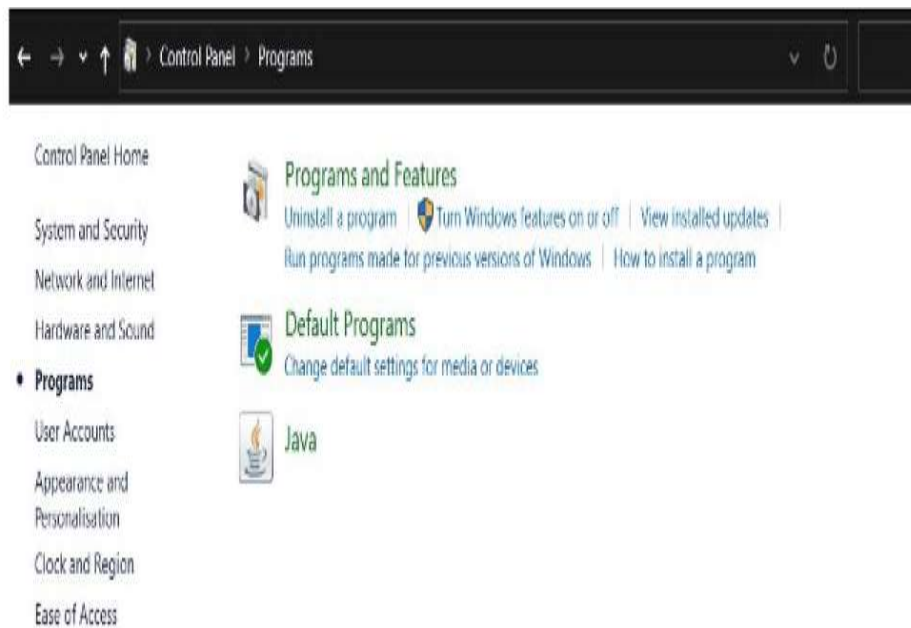 Control Panel > Programs
Control Panel Home
System and Security
Network and Internet
Hardware and Sound
Programs
User Accounts
Appearance and
Personalisation
Clock and Region
Ease of Access
Programs and Features
Uninstall a program | Turn Windows features on or off | View installed updates |
Run programs made for previous versions of Windows | How to install a program
Default Programs
Change default settings for media or devices
Java